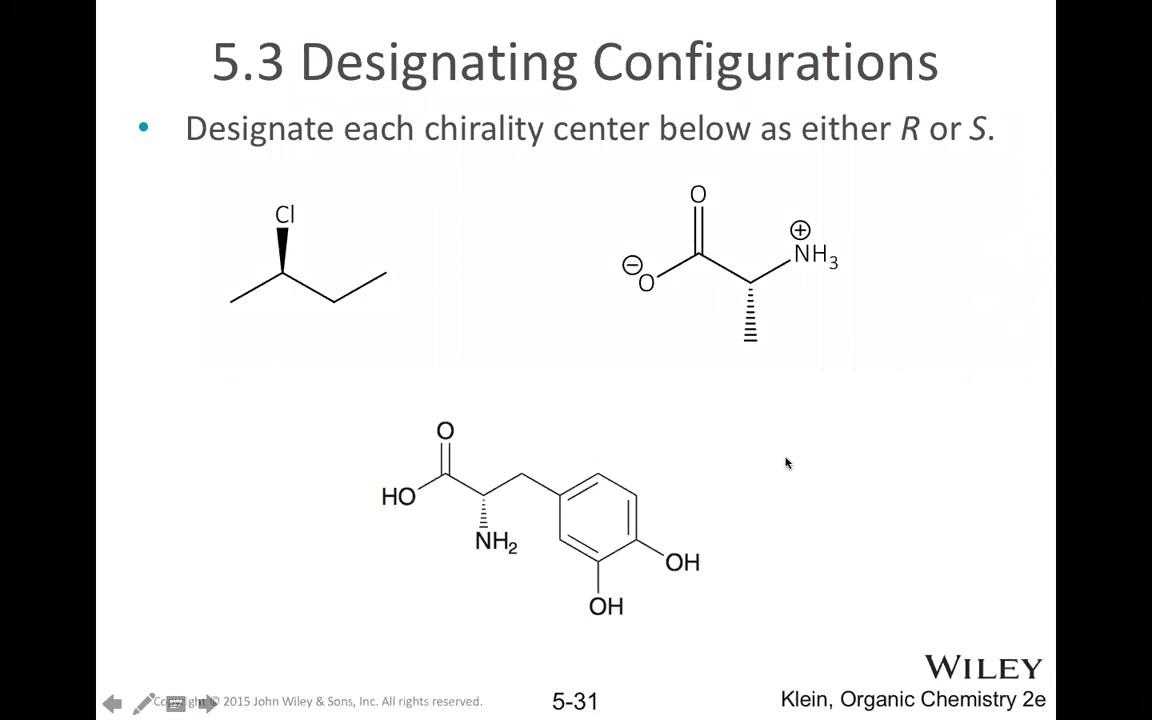 5.3 Designating Configurations
• Designate each chirality center below as either R or S.
Cl
O
⊕
NH3
⊖
O
O
HO
NH2
OH
OH
WILEY
Copyright © 2015 John Wiley & Sons, Inc. All rights reserved.
5-31
Klein, Organic Chemistry 2e